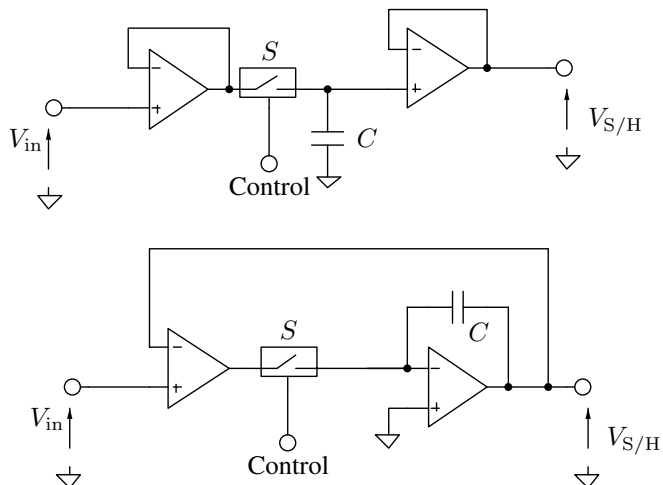 S
− −
+ +
V_in C V_S/H
Control
S
− C −
+ +
V_in V_S/H
Control